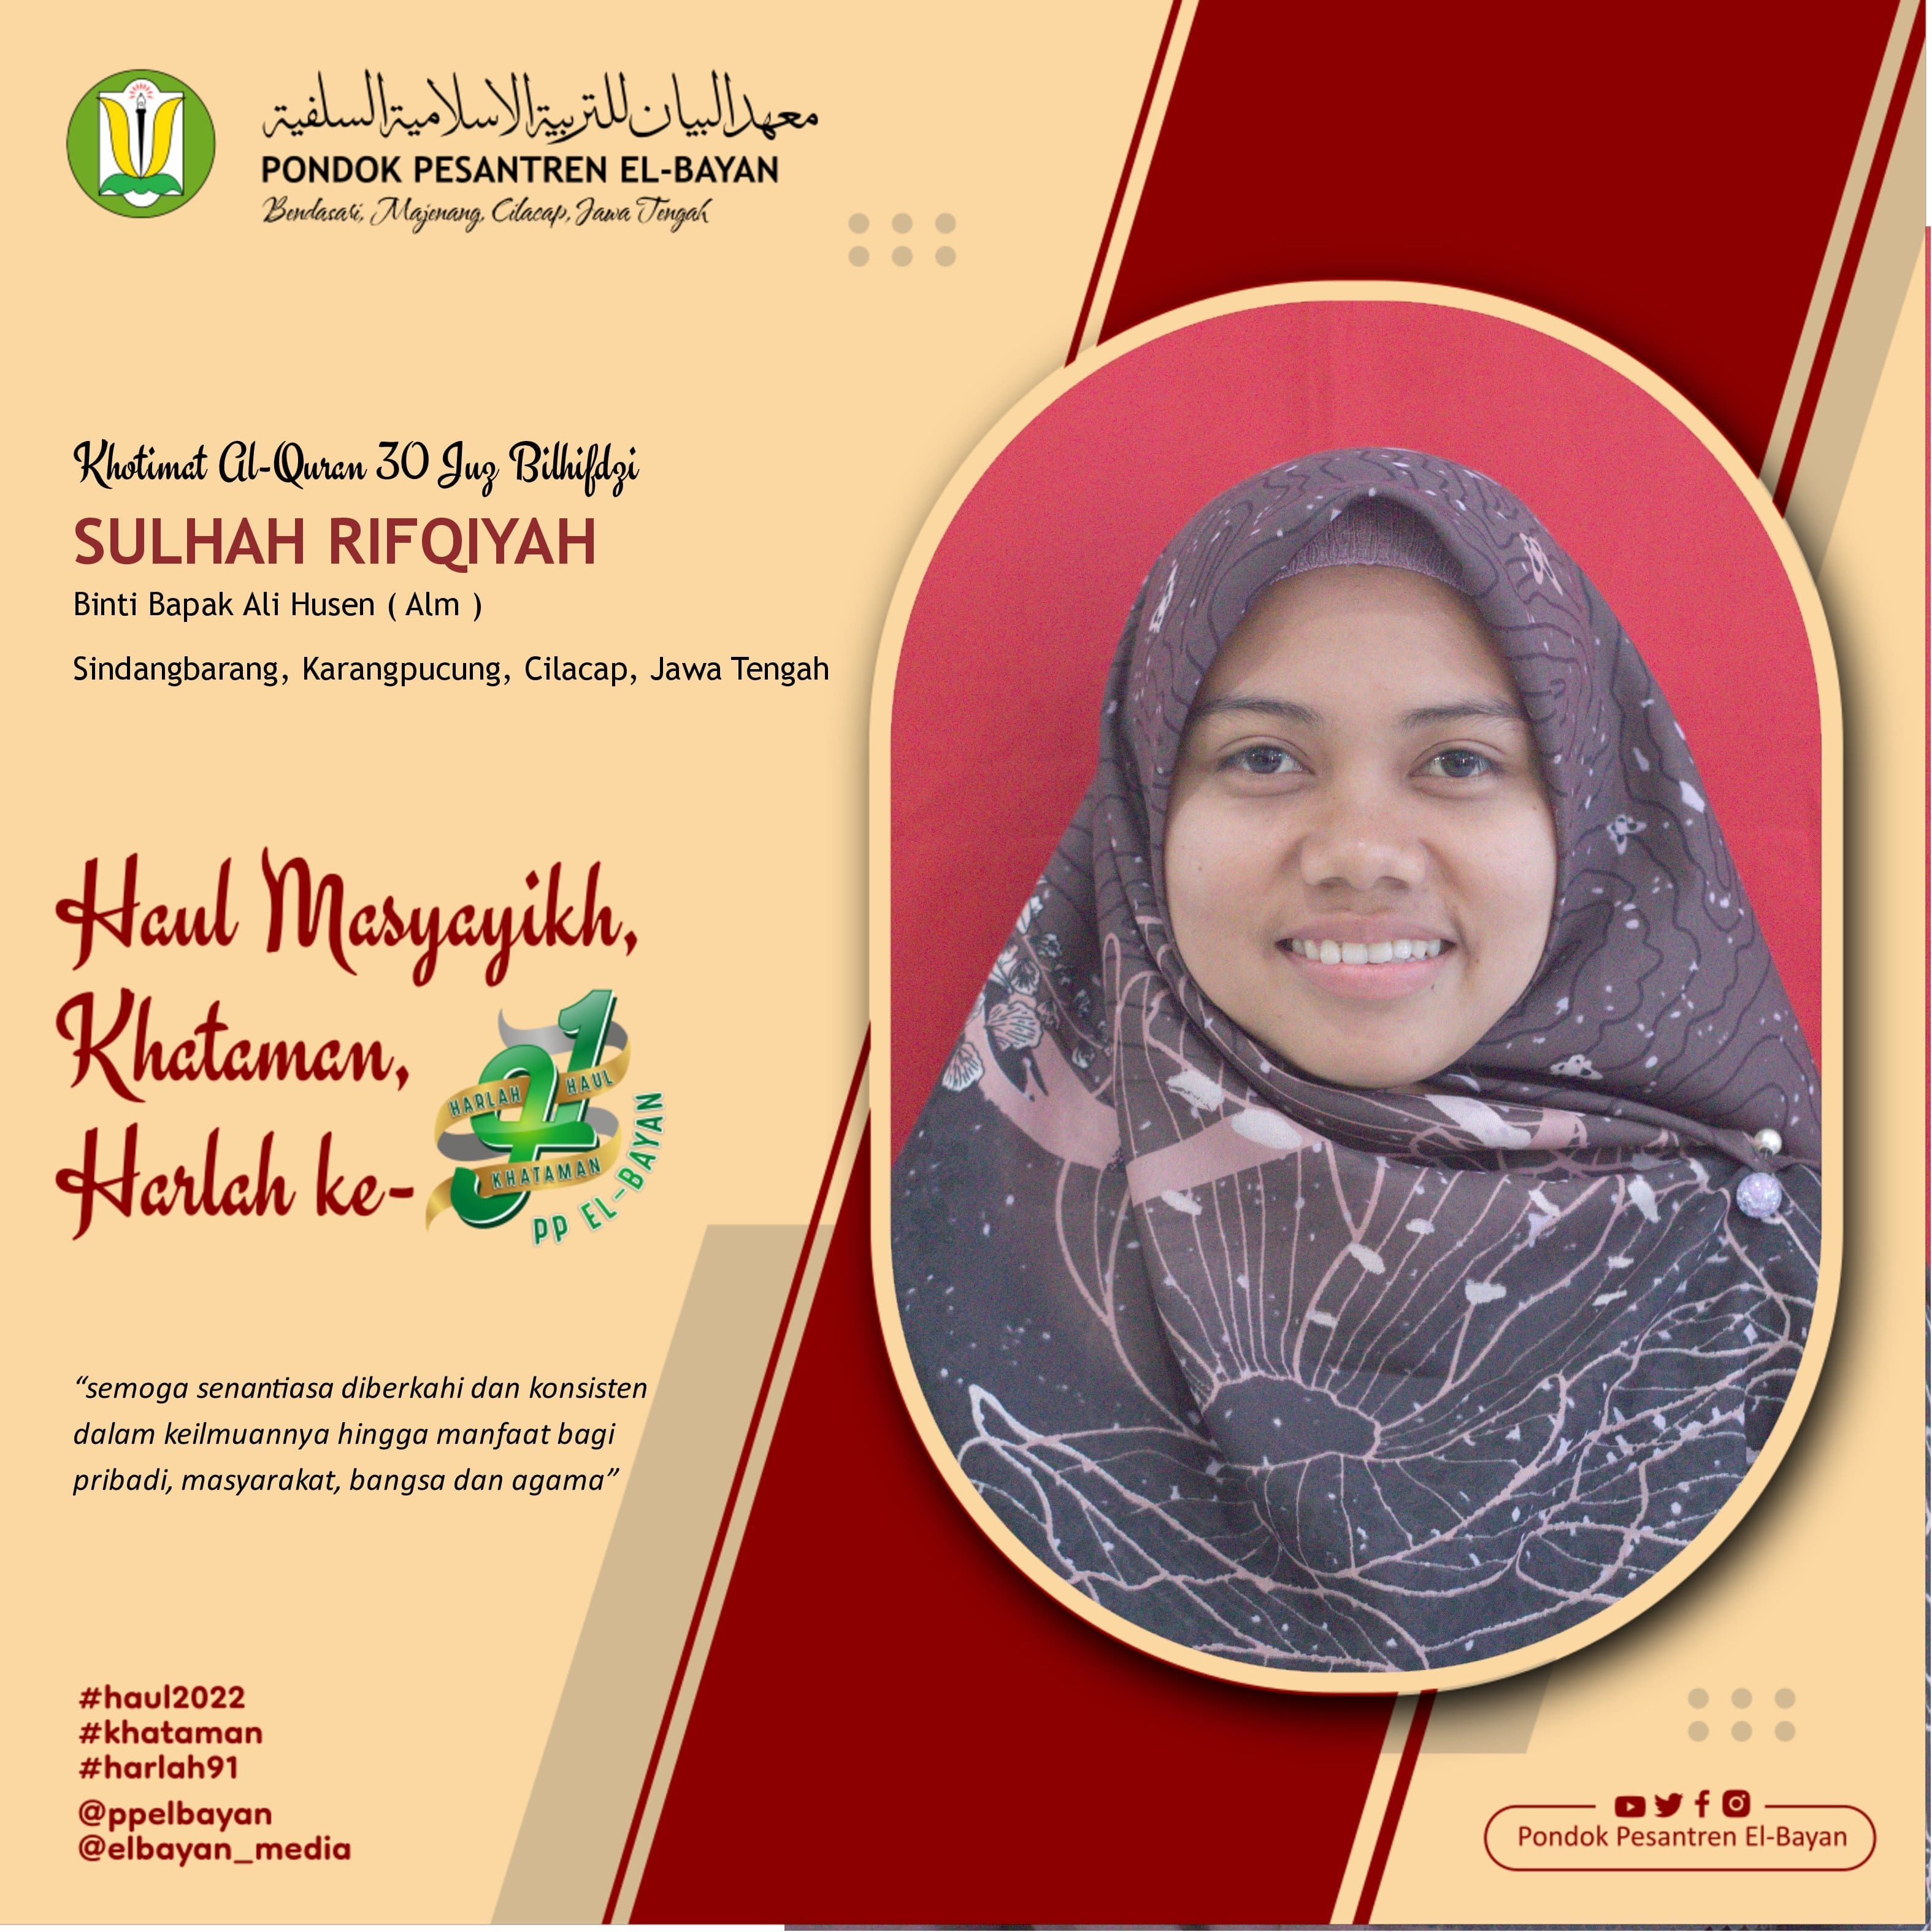 معهد البيان للتربية الاسلامية السلفية
PONDOK PESANTREN EL-BAYAN
Bendasari, Majenang, Cilacap, Jawa Tengah
Khotimat Al-Quran 30 Juz Bilhifdzi
SULHAH RIFQIYAH
Binti Bapak Ali Husen ( Alm )
Sindangbarang, Karangpucung, Cilacap, Jawa Tengah
Haul Masyayikh,
Khataman,
Harlah ke-
91
HARLAH HAUL
KHATAMAN
PP EL-BAYAN
“semoga senantiasa diberkahi dan konsisten
dalam keilmuannya hingga manfaat bagi
pribadi, masyarakat, bangsa dan agama”
#haul2022
#khataman
#harlah91
@ppelbayan
@elbayan_media
Pondok Pesantren El-Bayan